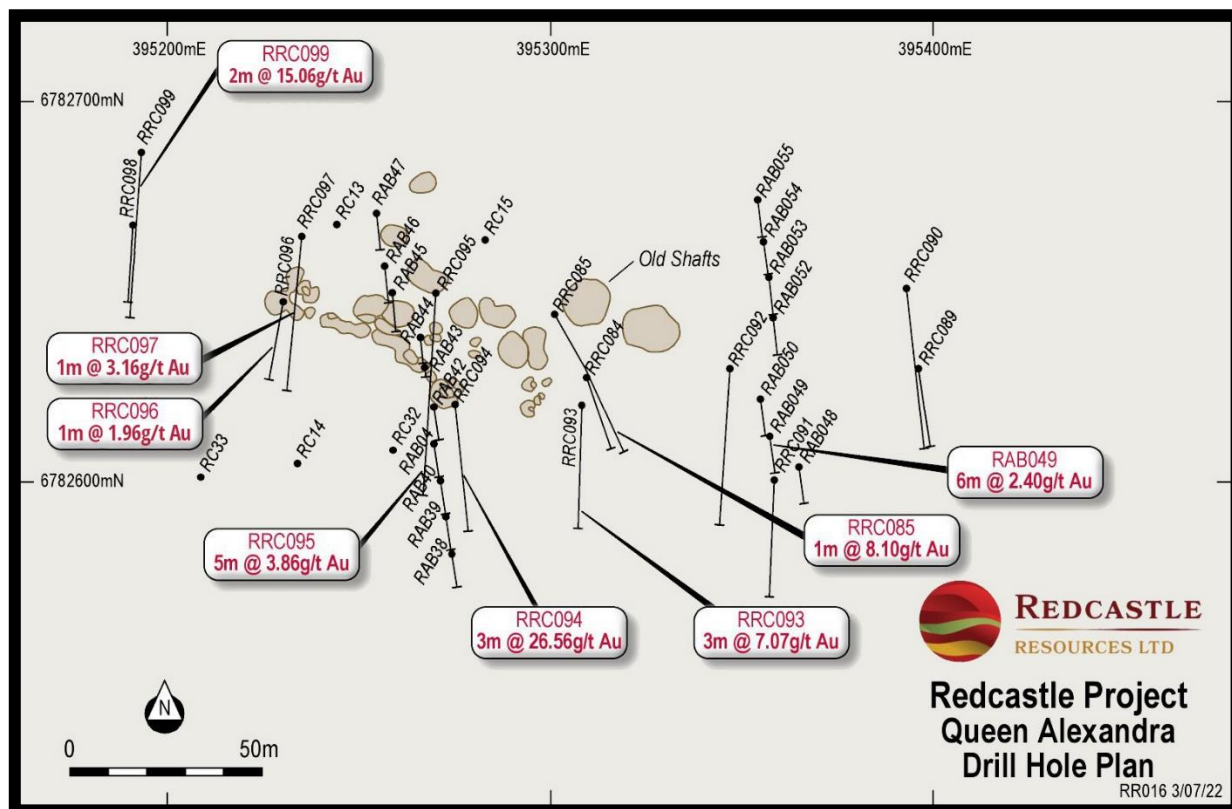 395200mE
395300mE
395400mE
RRC099
2m @ 15.06g/t Au
6782700mN
RRC099
RRC098
RRC097
RC13
RAB47
RAB46
RAB45
RRC095
RC15
RRC096
RRC085
Old Shafts
RAB055
RAB054
RAB053
RAB052
RRC090
RAB44
RAB43
RAB42
RRC094
RRC084
RRC092
RRC089
RRC097
1m @ 3.16g/t Au
RRC096
1m @ 1.96g/t Au
RC33
RC14
RC32
RAB04
RAB40
RAB39
RAB38
RRC093
RAB050
RAB049
RRC091
RAB048
RAB049
6m @ 2.40g/t Au
6782600mN
RRC095
5m @ 3.86g/t Au
RRC085
1m @ 8.10g/t Au
RRC094
3m @ 26.56g/t Au
RRC093
3m @ 7.07g/t Au
REDCASTLE
RESOURCES LTD
N
0 50m
Redcastle Project
Queen Alexandra
Drill Hole Plan
RR016 3/07/22